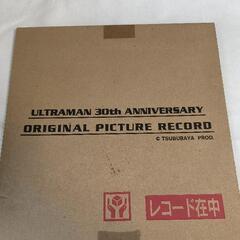 ULTRAMAN 30th ANNIVERSARY
ORIGINAL PICTURE RECORD
© TSUBURAYA PROD.
レコード在中